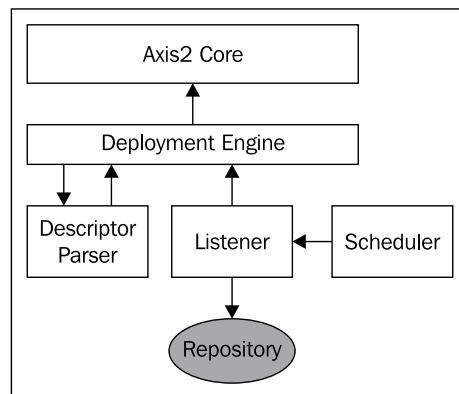 Axis2 Core
Deployment Engine
Descriptor
Parser
Listener
Scheduler
Repository